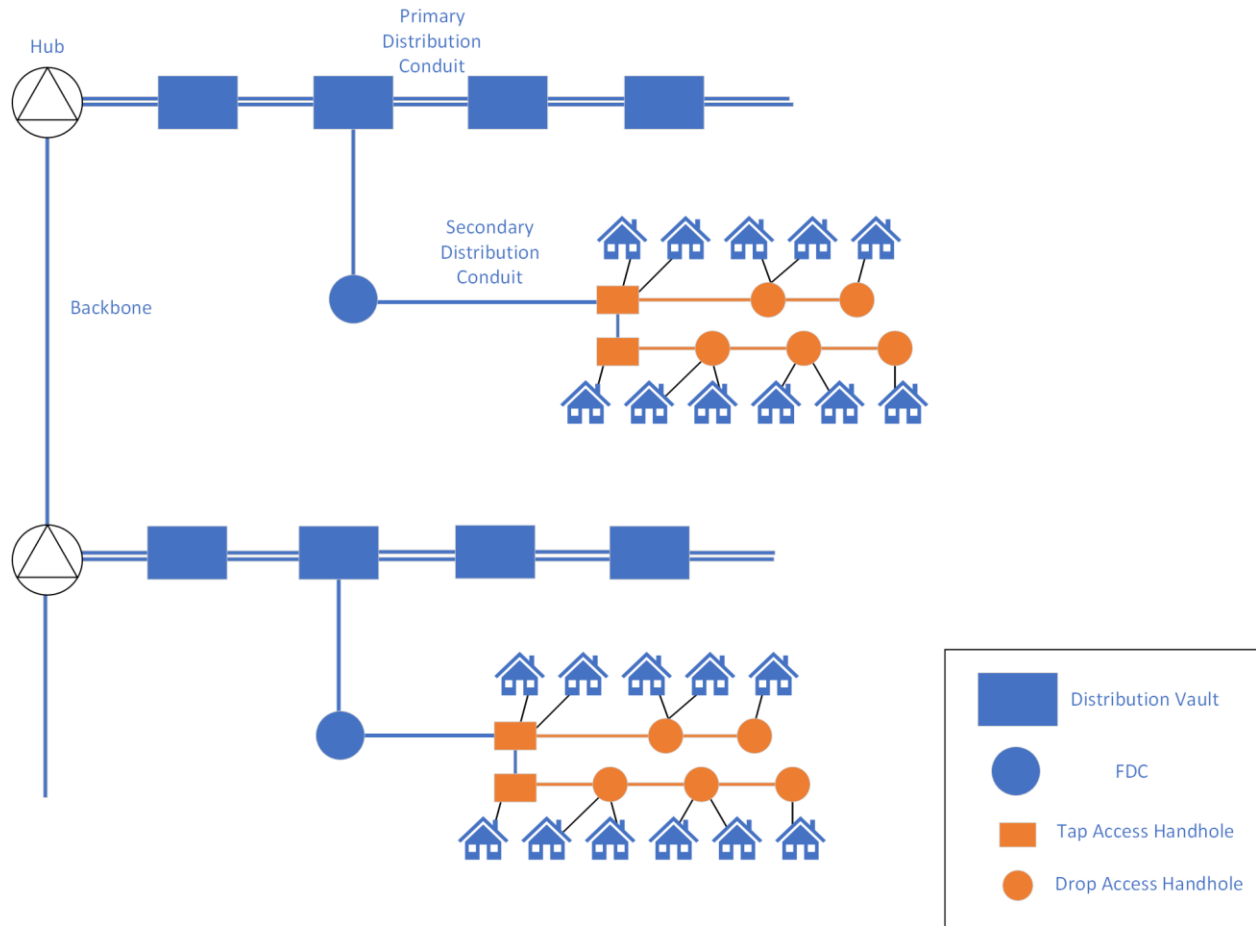 Hub
Primary
Distribution
Conduit
Secondary
Distribution
Conduit
Backbone
Distribution Vault
FDC
Tap Access Handhole
Drop Access Handhole